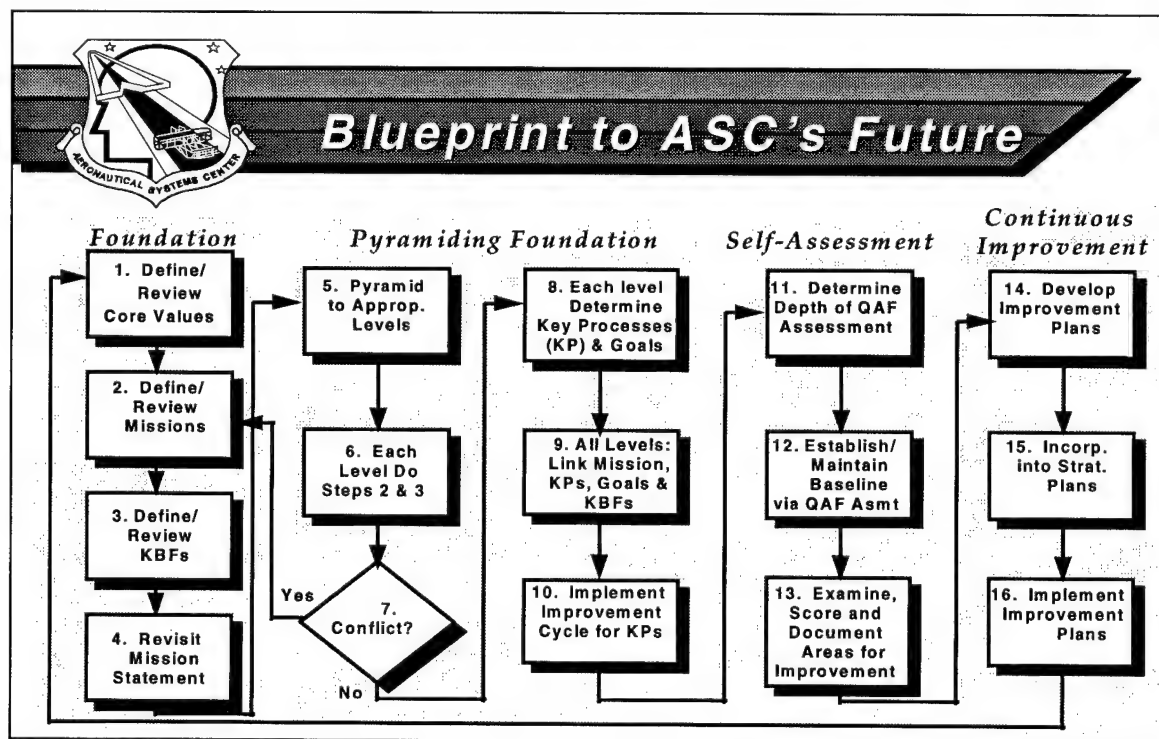 Blueprint to ASC's Future
AERONAUTICAL SYSTEMS CENTER
Foundation
1. Define/
Review
Core Values
2. Define/
Review
Missions
3. Define/
Review
KBFs
4. Revisit
Mission
Statement
Pyramiding Foundation
5. Pyramid
to Approp.
Levels
6. Each
Level Do
Steps 2 & 3
7.
Conflict?
Yes
No
8. Each level
Determine
Key Processes
(KP) & Goals
9. All Levels:
Link Mission,
KPs, Goals &
KBFs
10. Implement
Improvement
Cycle for KPs
Self-Assessment
11. Determine
Depth of QAF
Assessment
12. Establish/
Maintain
Baseline
via QAF Asmt
13. Examine,
Score and
Document
Areas for
Improvement
Continuous
Improvement
14. Develop
Improvement
Plans
15. Incorp.
into Strat.
Plans
16. Implement
Improvement
Plans